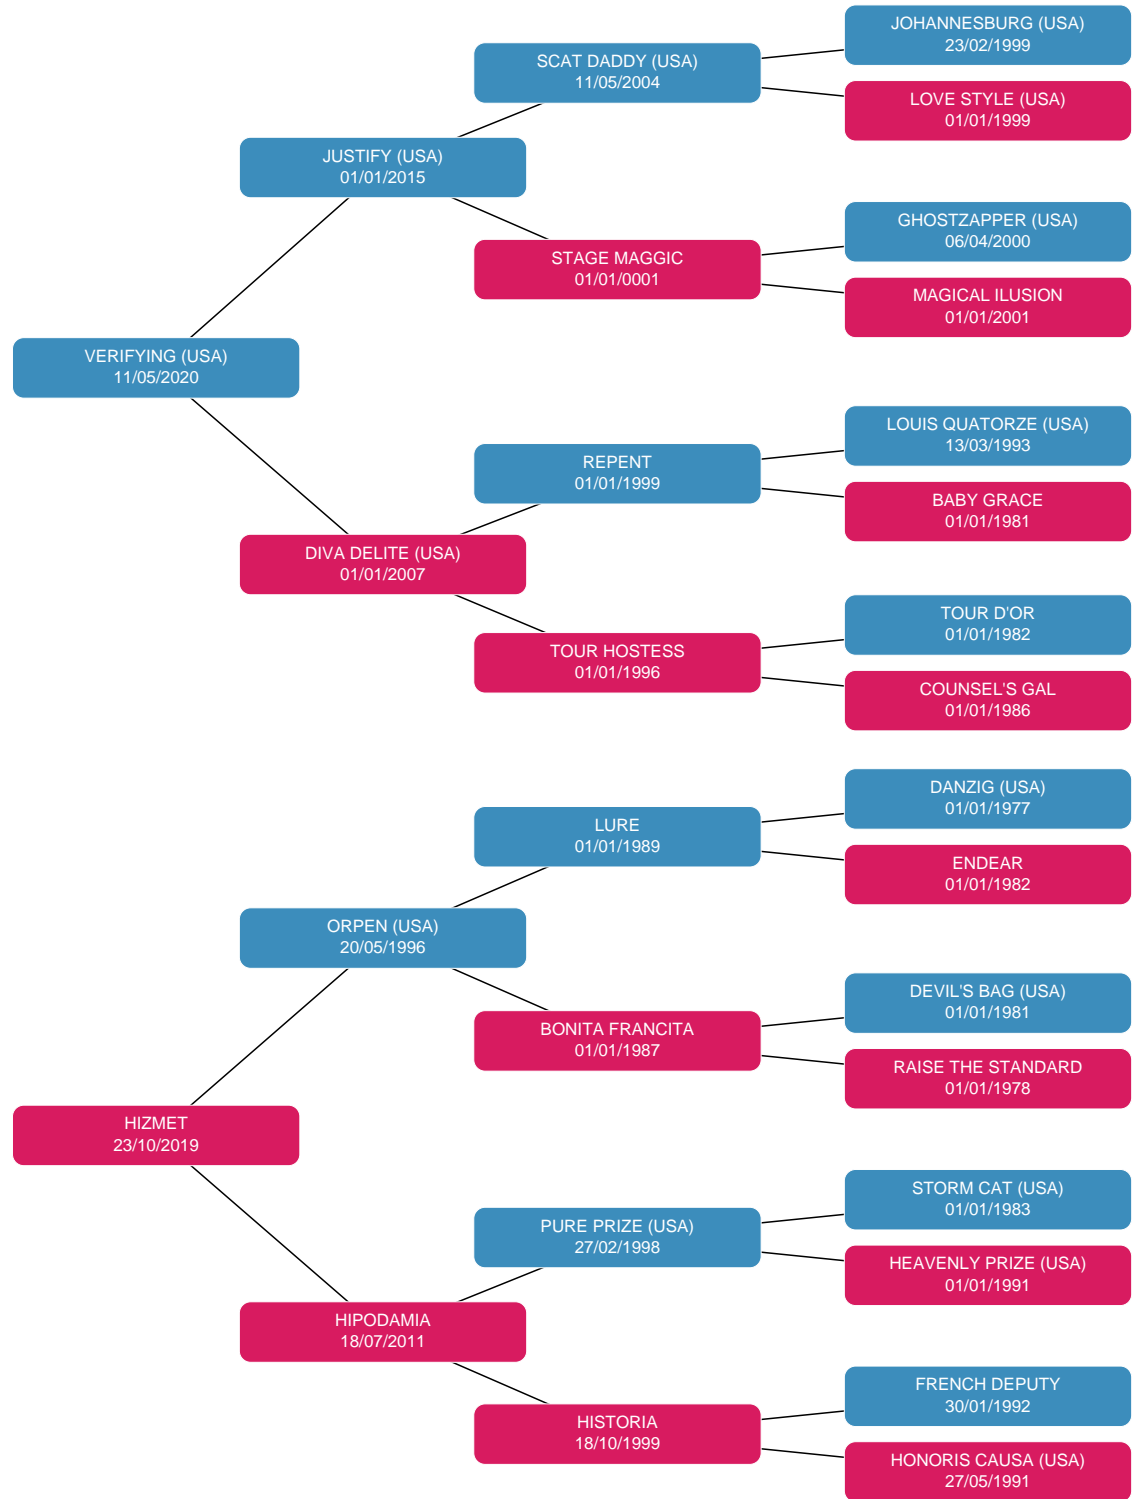 JOHANNESBURG (USA)
23/02/1999
SCAT DADDY (USA)
11/05/2004
LOVE STYLE (USA)
01/01/1999
JUSTIFY (USA)
01/01/2015
GHOSTZAPPER (USA)
06/04/2000
STAGE MAGGIC
01/01/0001
MAGICAL ILUSION
01/01/2001
VERIFYING (USA)
11/05/2020
LOUIS QUATORZE (USA)
13/03/1993
REPENT
01/01/1999
BABY GRACE
01/01/1981
DIVA DELITE (USA)
01/01/2007
TOUR D'OR
01/01/1982
TOUR HOSTESS
01/01/1996
COUNSEL'S GAL
01/01/1986
DANZIG (USA)
01/01/1977
LURE
01/01/1989
ENDEAR
01/01/1982
ORPEN (USA)
20/05/1996
DEVIL'S BAG (USA)
01/01/1981
BONITA FRANCITA
01/01/1987
RAISE THE STANDARD
01/01/1978
HIZMET
23/10/2019
STORM CAT (USA)
01/01/1983
PURE PRIZE (USA)
27/02/1998
HEAVENLY PRIZE (USA)
01/01/1991
HIPODAMIA
18/07/2011
FRENCH DEPUTY
30/01/1992
HISTORIA
18/10/1999
HONORIS CAUSA (USA)
27/05/1991